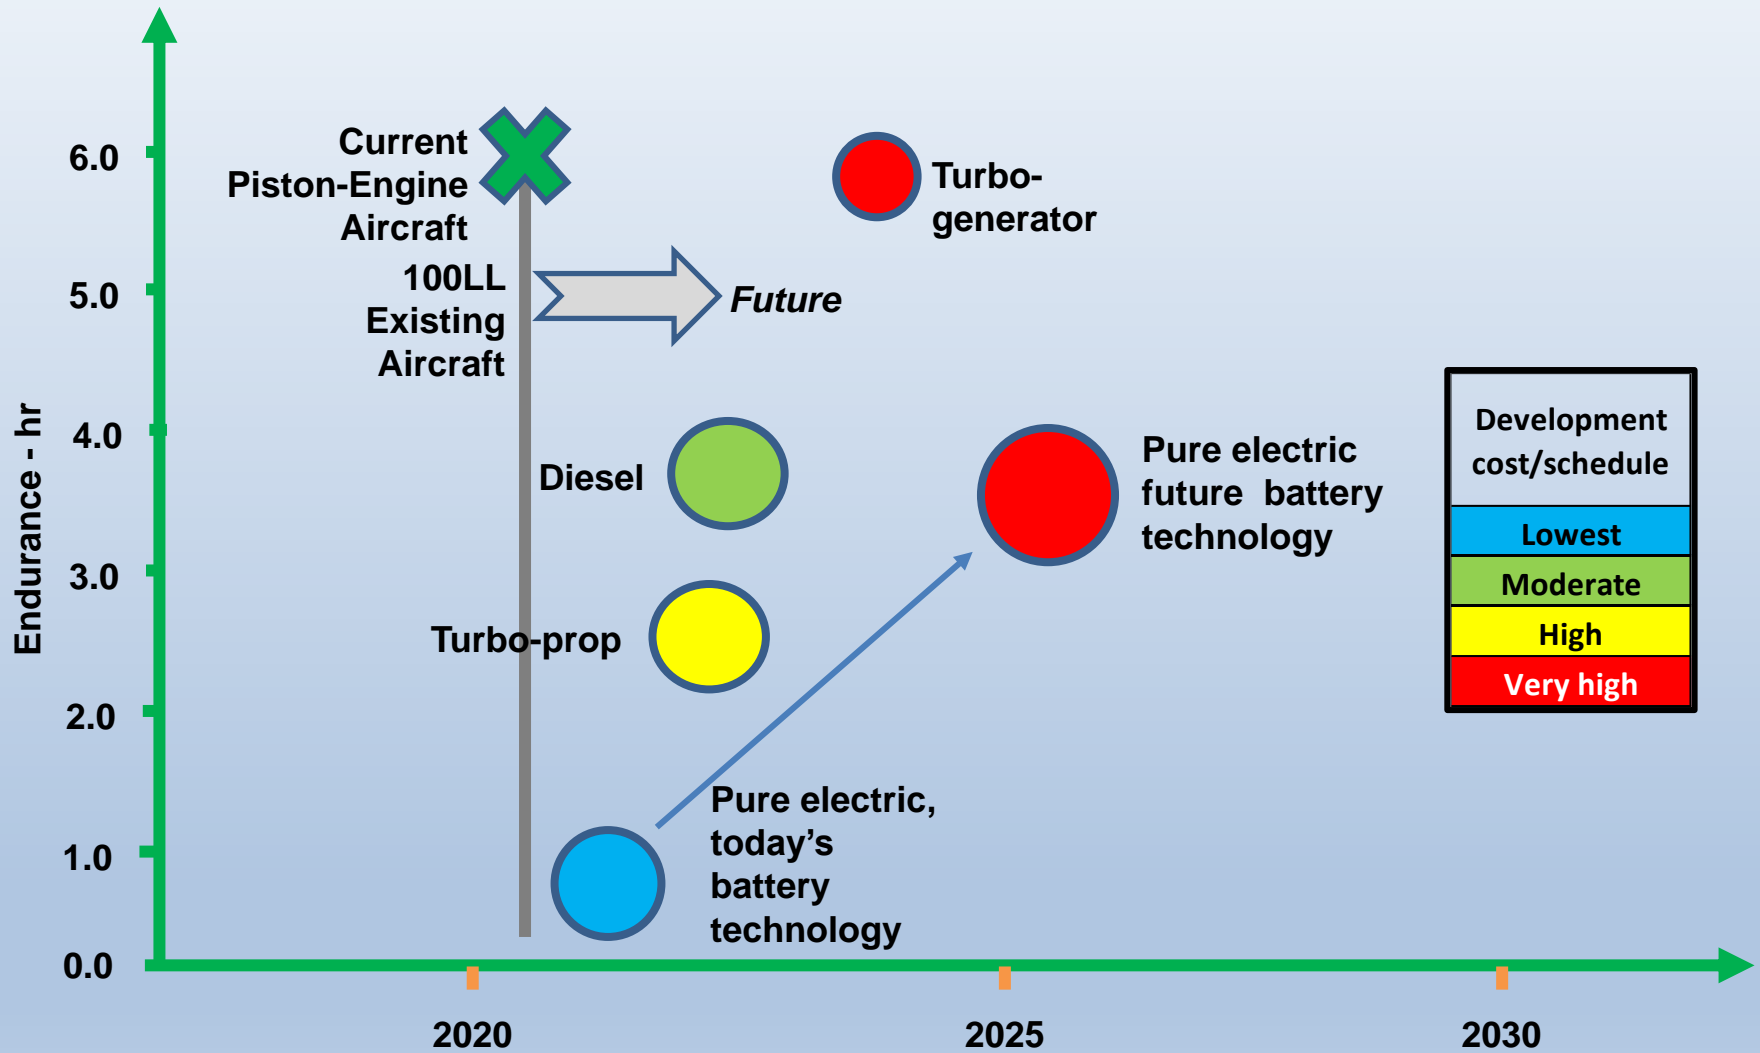 Current
Piston-Engine
Aircraft
100LL
Existing
Aircraft
Future
Turbo-
generator
Diesel
Turbo-prop
Pure electric
future  battery
technology
Pure electric,
today’s
battery
technology
Development
cost/schedule
Lowest
Moderate
High
Very high
Endurance - hr
6.0
5.0
4.0
3.0
2.0
1.0
0.0
2020
2025
2030